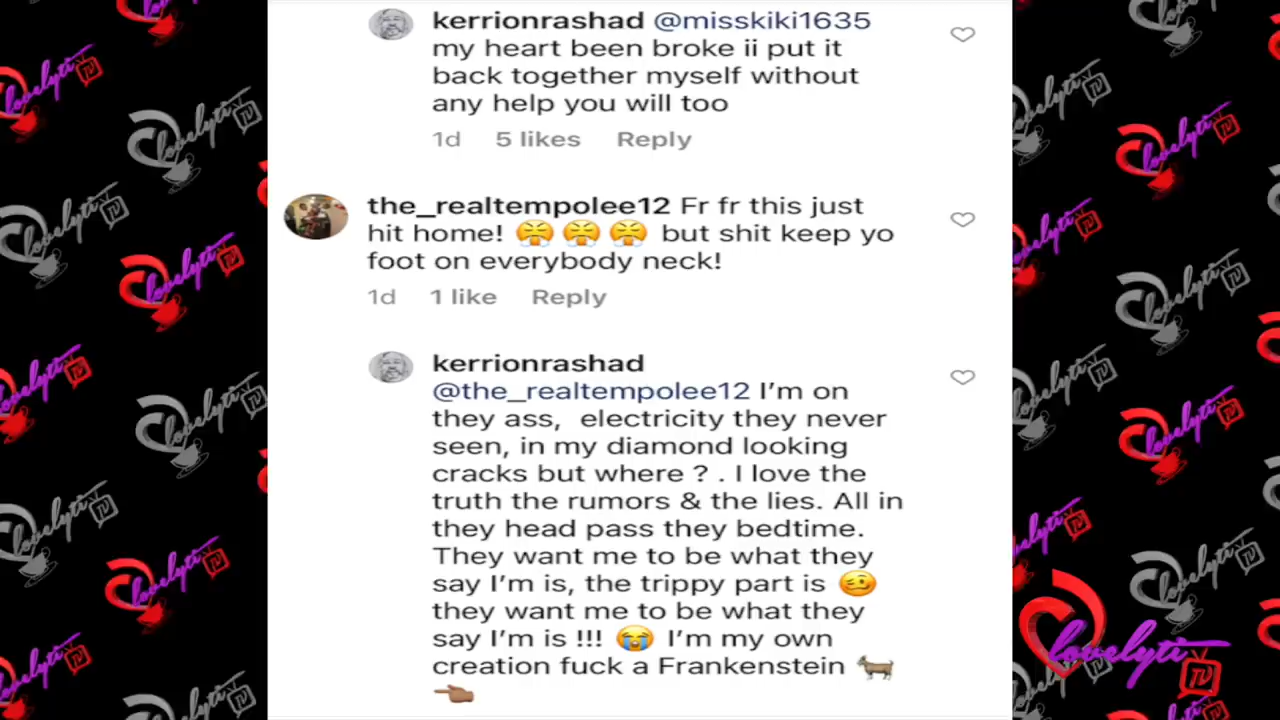 kerrionrashad @misskiki1635
my heart been broke ii put it
back together myself without
any help you will too
1d 5 likes Reply
the_realtempolee12 Fr fr this just
hit home! 😤 😤 😤 but shit keep yo
foot on everybody neck!
1d 1 like Reply
kerrionrashad
@the_realtempolee12 I’m on
they ass, electricity they never
seen, in my diamond looking
cracks but where ? . I love the
truth the rumors & the lies. All in
they head pass they bedtime.
They want me to be what they
say I’m is, the trippy part is 🥴
they want me to be what they
say I’m is !!! 😭 I’m my own
creation fuck a Frankenstein 🐐
👈🏾
lovelyti TV